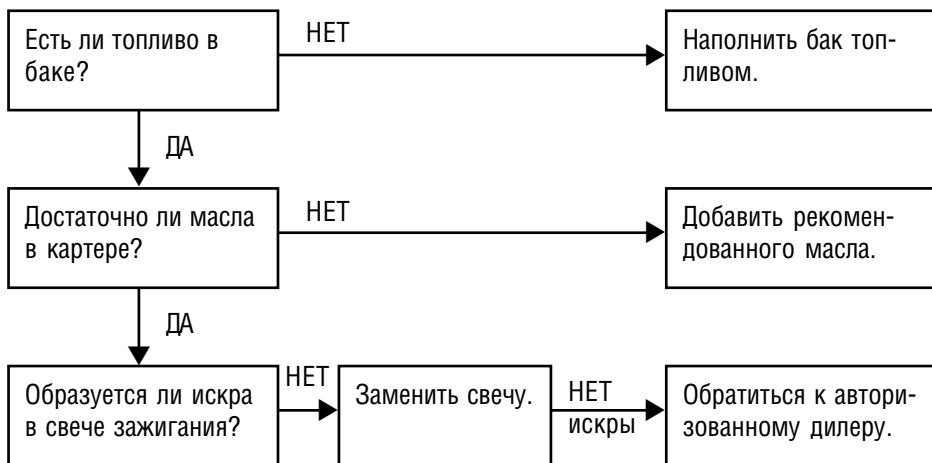 Есть ли топливо в
баке?
НЕТ
Наполнить бак топ-
ливом.
ДА
Достаточно ли масла
в картере?
НЕТ
Добавить рекомен-
дованного масла.
ДА
Образуется ли искра
в свече зажигания?
НЕТ
Заменить свечу.
НЕТ
искры
Обратиться к автори-
зованному дилеру.